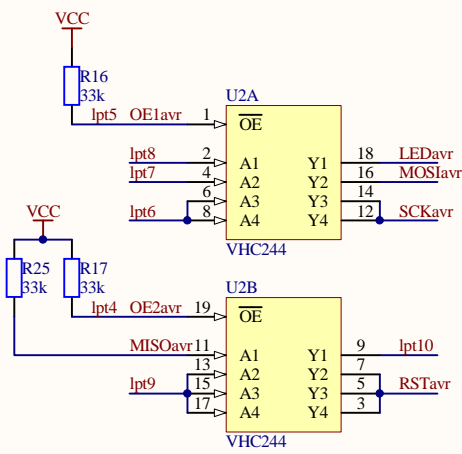 VCC
R16
33k
U2A
lpt5 OE1avr 1 OE
lpt8 2 A1 Y1 18 LEDavr
lpt7 4 A2 Y2 16 MOSIavr
6 A3 Y3 14
lpt6 8 A4 Y4 12 SCKavr
VHC244
VCC
R25 R17
33k 33k
U2B
lpt4 OE2avr 19 OE
MISOavr 11 A1 Y1 9 lpt10
13 A2 Y2 7
lpt9 15 A3 Y3 5 RSTavr
17 A4 Y4 3
VHC244